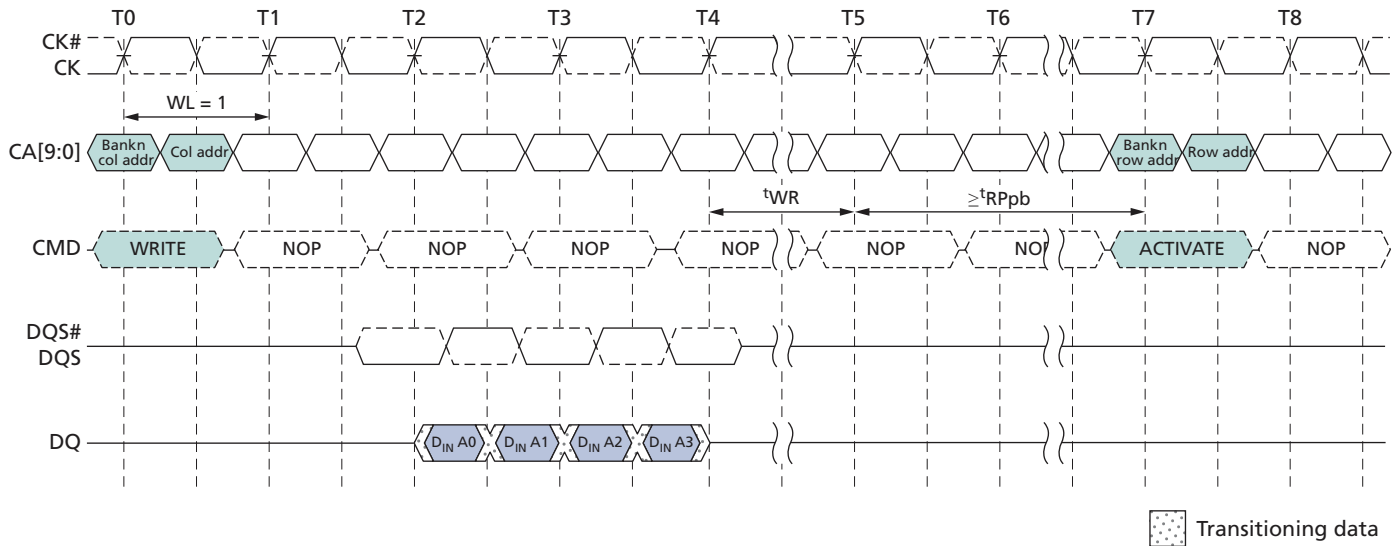 T0 T1 T2 T3 T4 T5 T6 T7 T8
CK#
CK
WL = 1
CA[9:0] Bankn col addr Col addr Bankn row addr Row addr
tWR ≥tRPpb
CMD WRITE NOP NOP NOP NOP NOP NOP ACTIVATE NOP
DQS#
DQS
DQ DIN A0 DIN A1 DIN A2 DIN A3
Transitioning data